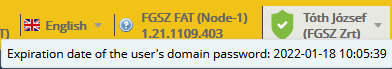 T)
English
FGSZ FAT (Node-1)
1.21.1109.403
Tóth József
(FGSZ Zrt)
Expiration date of the user's domain password: 2022-01-18 10:05:39